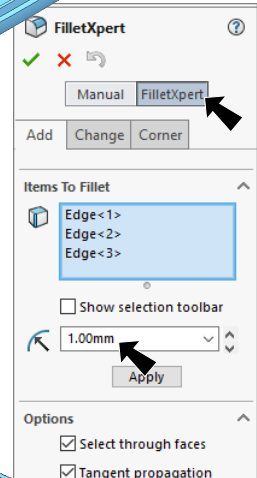 FilletXpert
Manual FilletXpert
Add Change Corner
Items To Fillet
Edge<1>
Edge<2>
Edge<3>
Show selection toolbar
1.00mm
Apply
Options
Select through faces
Tangent propagation